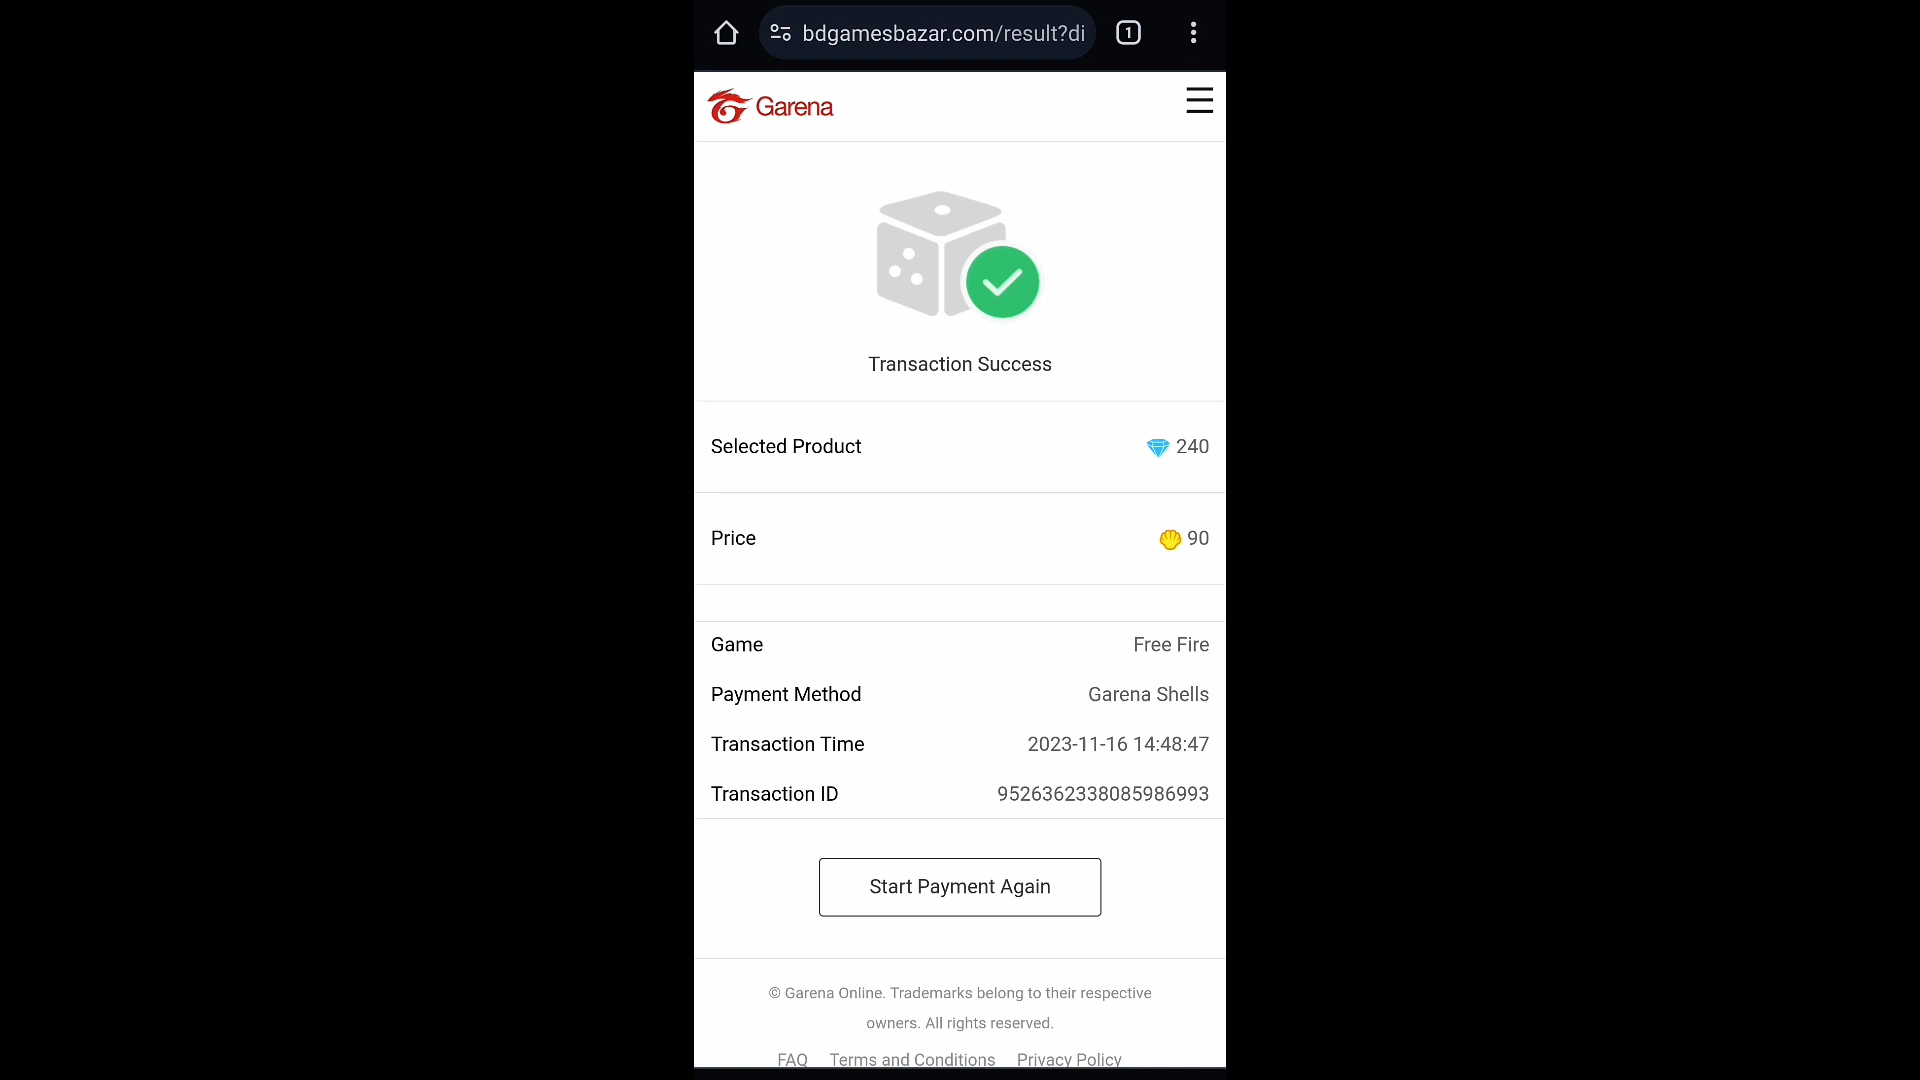 bdgamesbazar.com/result?di
1
Garena
Transaction Success
Selected Product 240
Price 90
Game Free Fire
Payment Method Garena Shells
Transaction Time 2023-11-16 14:48:47
Transaction ID 9526362338085986993
Start Payment Again
© Garena Online. Trademarks belong to their respective
owners. All rights reserved.
FAQ Terms and Conditions Privacy Policy